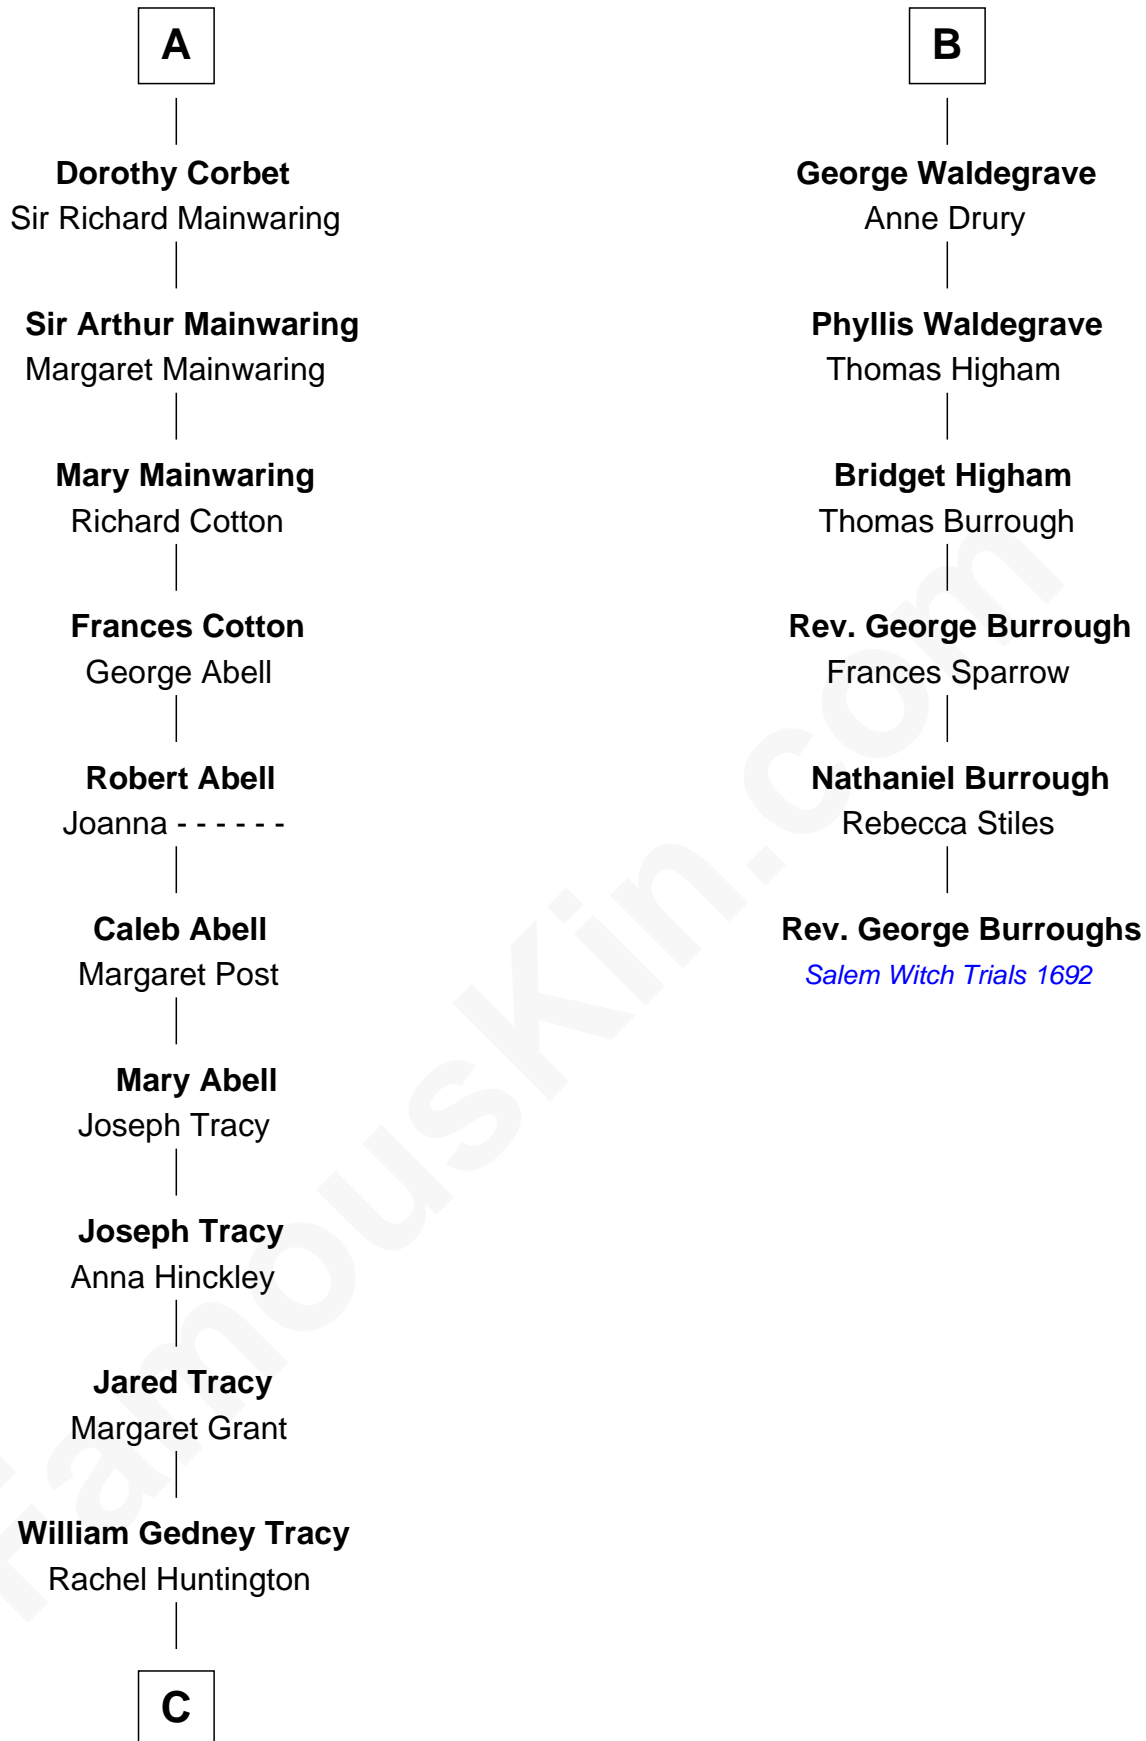 A
Dorothy Corbet
Sir Richard Mainwaring
Sir Arthur Mainwaring
Margaret Mainwaring
Mary Mainwaring
Richard Cotton
Frances Cotton
George Abell
Robert Abell
Joanna - - - - - -
Caleb Abell
Margaret Post
Mary Abell
Joseph Tracy
Joseph Tracy
Anna Hinckley
Jared Tracy
Margaret Grant
William Gedney Tracy
Rachel Huntington
C
B
George Waldegrave
Anne Drury
Phyllis Waldegrave
Thomas Higham
Bridget Higham
Thomas Burrough
Rev. George Burrough
Frances Sparrow
Nathaniel Burrough
Rebecca Stiles
Rev. George Burroughs
Salem Witch Trials 1692
FamousKin.com